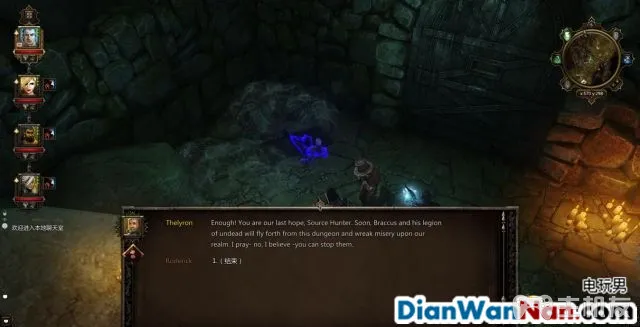 x:570 y:298
欢迎进入本地聊天室
Thelyron
Enough! You are our last hope, Source Hunter. Soon, Braccus and his legion
of undead will fly forth from this dungeon and wreak misery upon our
realm. I pray- no, I believe -you can stop them.
Roderick
1.（结束）
电玩男
DianWanNan.com